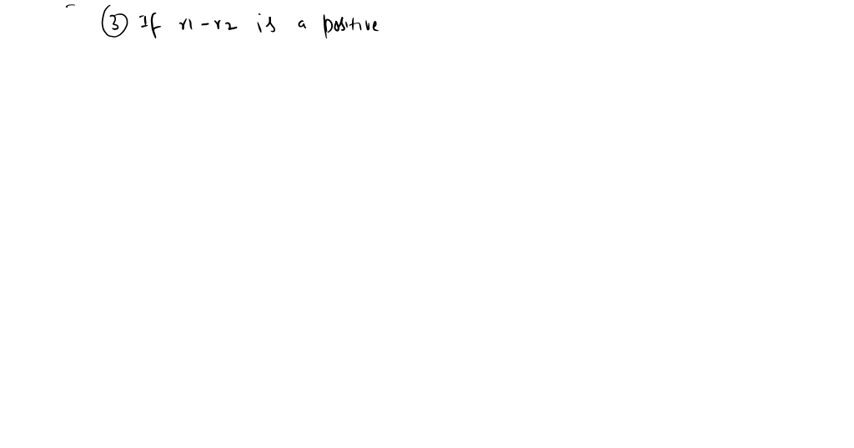 ③ If r1 - r2 is a positive